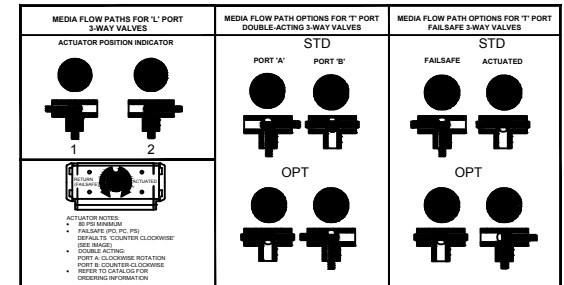 MEDIA FLOW PATHS FOR 'L' PORT
3-WAY VALVES
ACTUATOR POSITION INDICATOR
1 2
RETURN
(FAILSAFE)
ACTUATED
ACTUATOR NOTES:
• 80 PSI MINIMUM
• FAILSAFE (PO, PC, PS)
DEFAULTS 'COUNTER CLOCKWISE'
(SEE IMAGE)
• DOUBLE ACTING:
PORT A: CLOCKWISE ROTATION
PORT B: COUNTER-CLOCKWISE
• REFER TO CATALOG FOR
ORDERING INFORMATION
MEDIA FLOW PATH OPTIONS FOR 'T' PORT
DOUBLE-ACTING 3-WAY VALVES
STD
PORT 'A' PORT 'B'
OPT
MEDIA FLOW PATH OPTIONS FOR 'T' PORT
FAILSAFE 3-WAY VALVES
STD
FAILSAFE ACTUATED
OPT